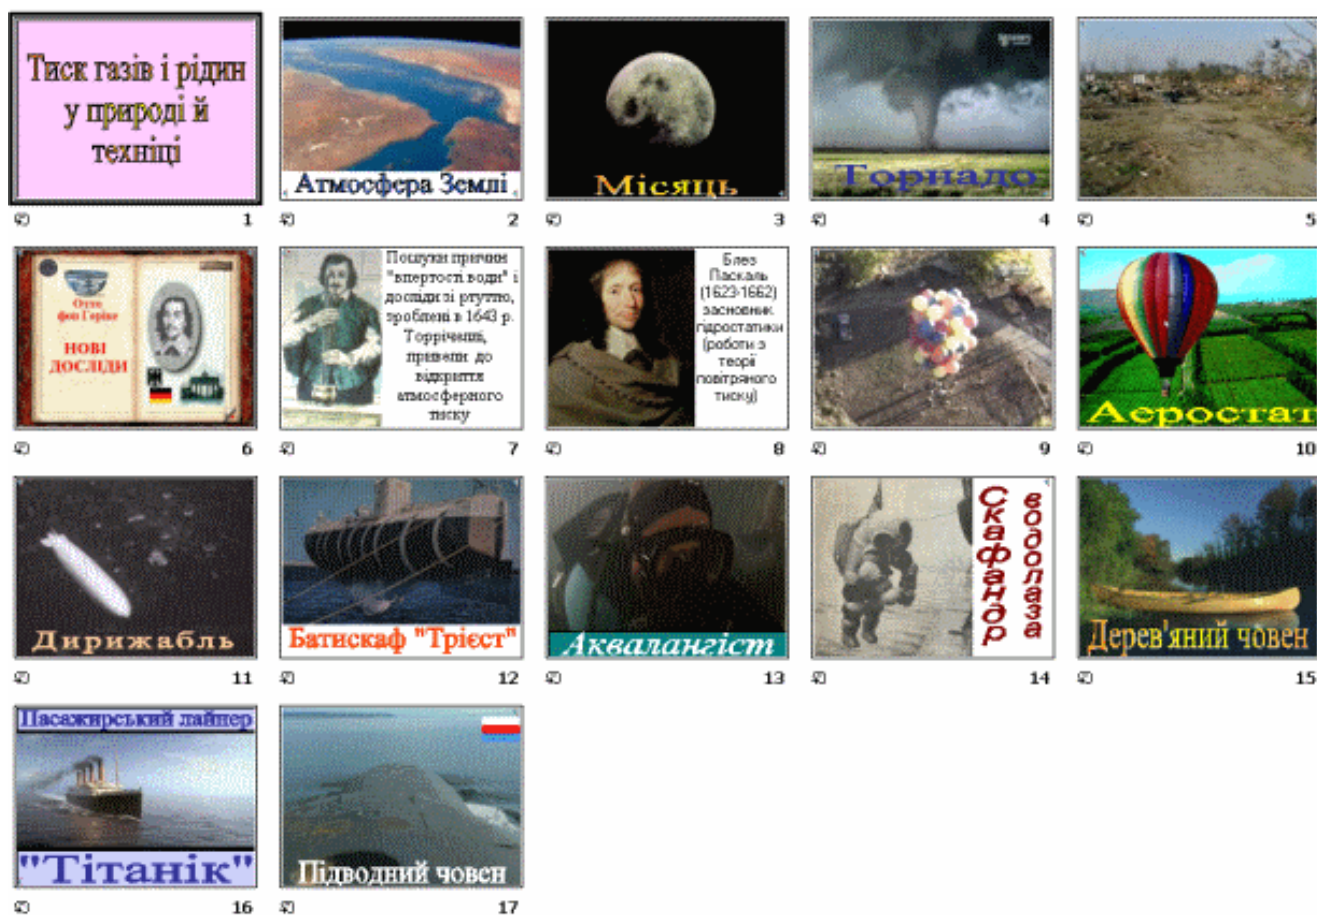 Тиск газів і рідин
у природі й
техніці
1
Атмосфера Землі
2
Місяць
3
Торнадо
4
5
Отто
фон Геріке
НОВІ
ДОСЛІДИ
6
Пошуки причин
"впертості води" і
досліди зі ртуттю,
зроблені в 1643 р.
Торрічеллі,
привели до
відкриття
атмосферного
тиску
7
Блез
Паскаль
(1623-1662)
засновник
гідростатики
(роботи з
теорії
повітряного
тиску)
8
9
Аеростат
10
Дирижабль
11
Батискаф "Трієст"
12
Аквалангіст
13
Скафандр
водолаза
14
Дерев'яний човен
15
Пасажирський лайнер
"Тітанік"
16
Підводний човен
17